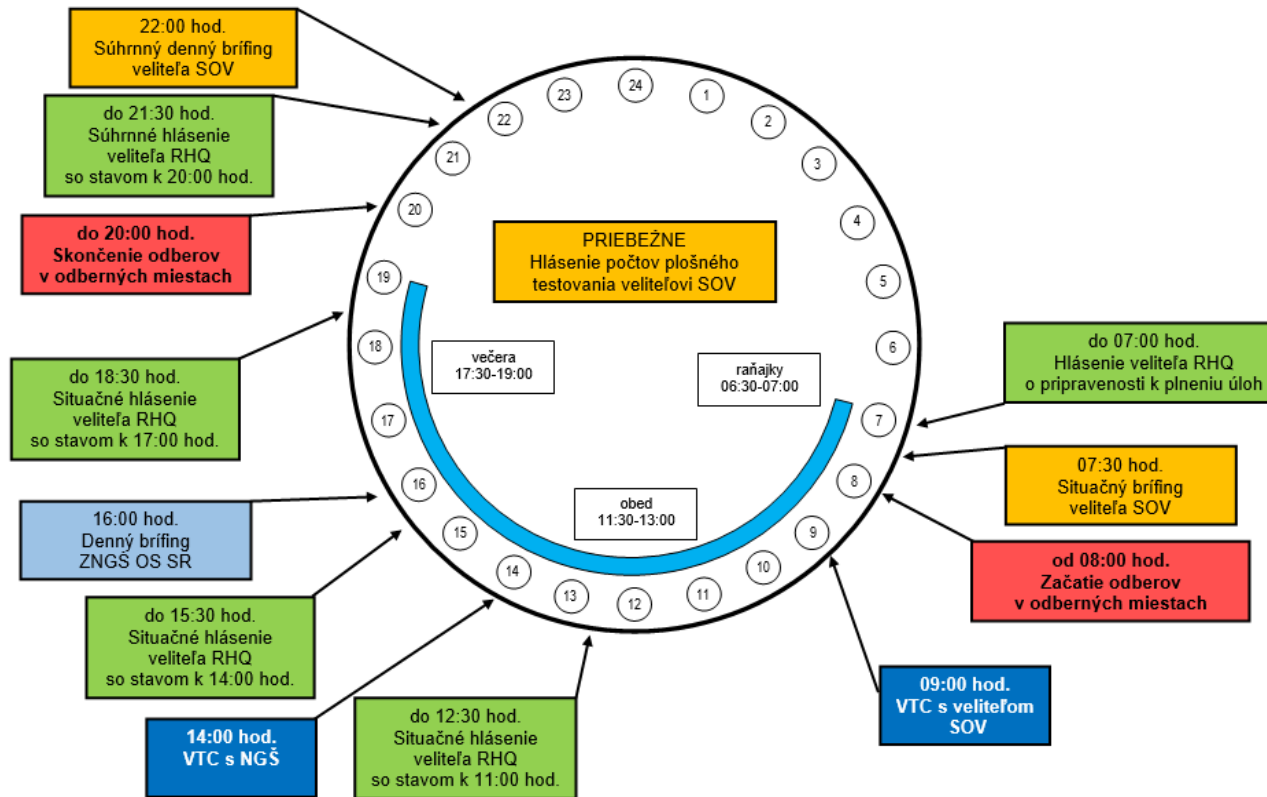 22:00 hod.
Súhrnný denný brífing
veliteľa SOV
do 21:30 hod.
Súhrnné hlásenie
veliteľa RHQ
so stavom k 20:00 hod.
do 20:00 hod.
Skončenie odberov
v odberných miestach
do 18:30 hod.
Situačné hlásenie
veliteľa RHQ
so stavom k 17:00 hod.
16:00 hod.
Denný brífing
ZNGŠ OS SR
do 15:30 hod.
Situačné hlásenie
veliteľa RHQ
so stavom k 14:00 hod.
14:00 hod.
VTC s NGŠ
do 12:30 hod.
Situačné hlásenie
veliteľa RHQ
so stavom k 11:00 hod.
24
1
2
3
4
5
6
7
8
9
10
11
12
13
14
15
16
17
18
19
20
21
22
23
PRIEBEŽNE
Hlásenie počtov plošného
testovania veliteľovi SOV
večera
17:30-19:00
raňajky
06:30-07:00
obed
11:30-13:00
do 07:00 hod.
Hlásenie veliteľa RHQ
o pripravenosti k plneniu úloh
07:30 hod.
Situačný brífing
veliteľa SOV
od 08:00 hod.
Začatie odberov
v odberných miestach
09:00 hod.
VTC s veliteľom
SOV